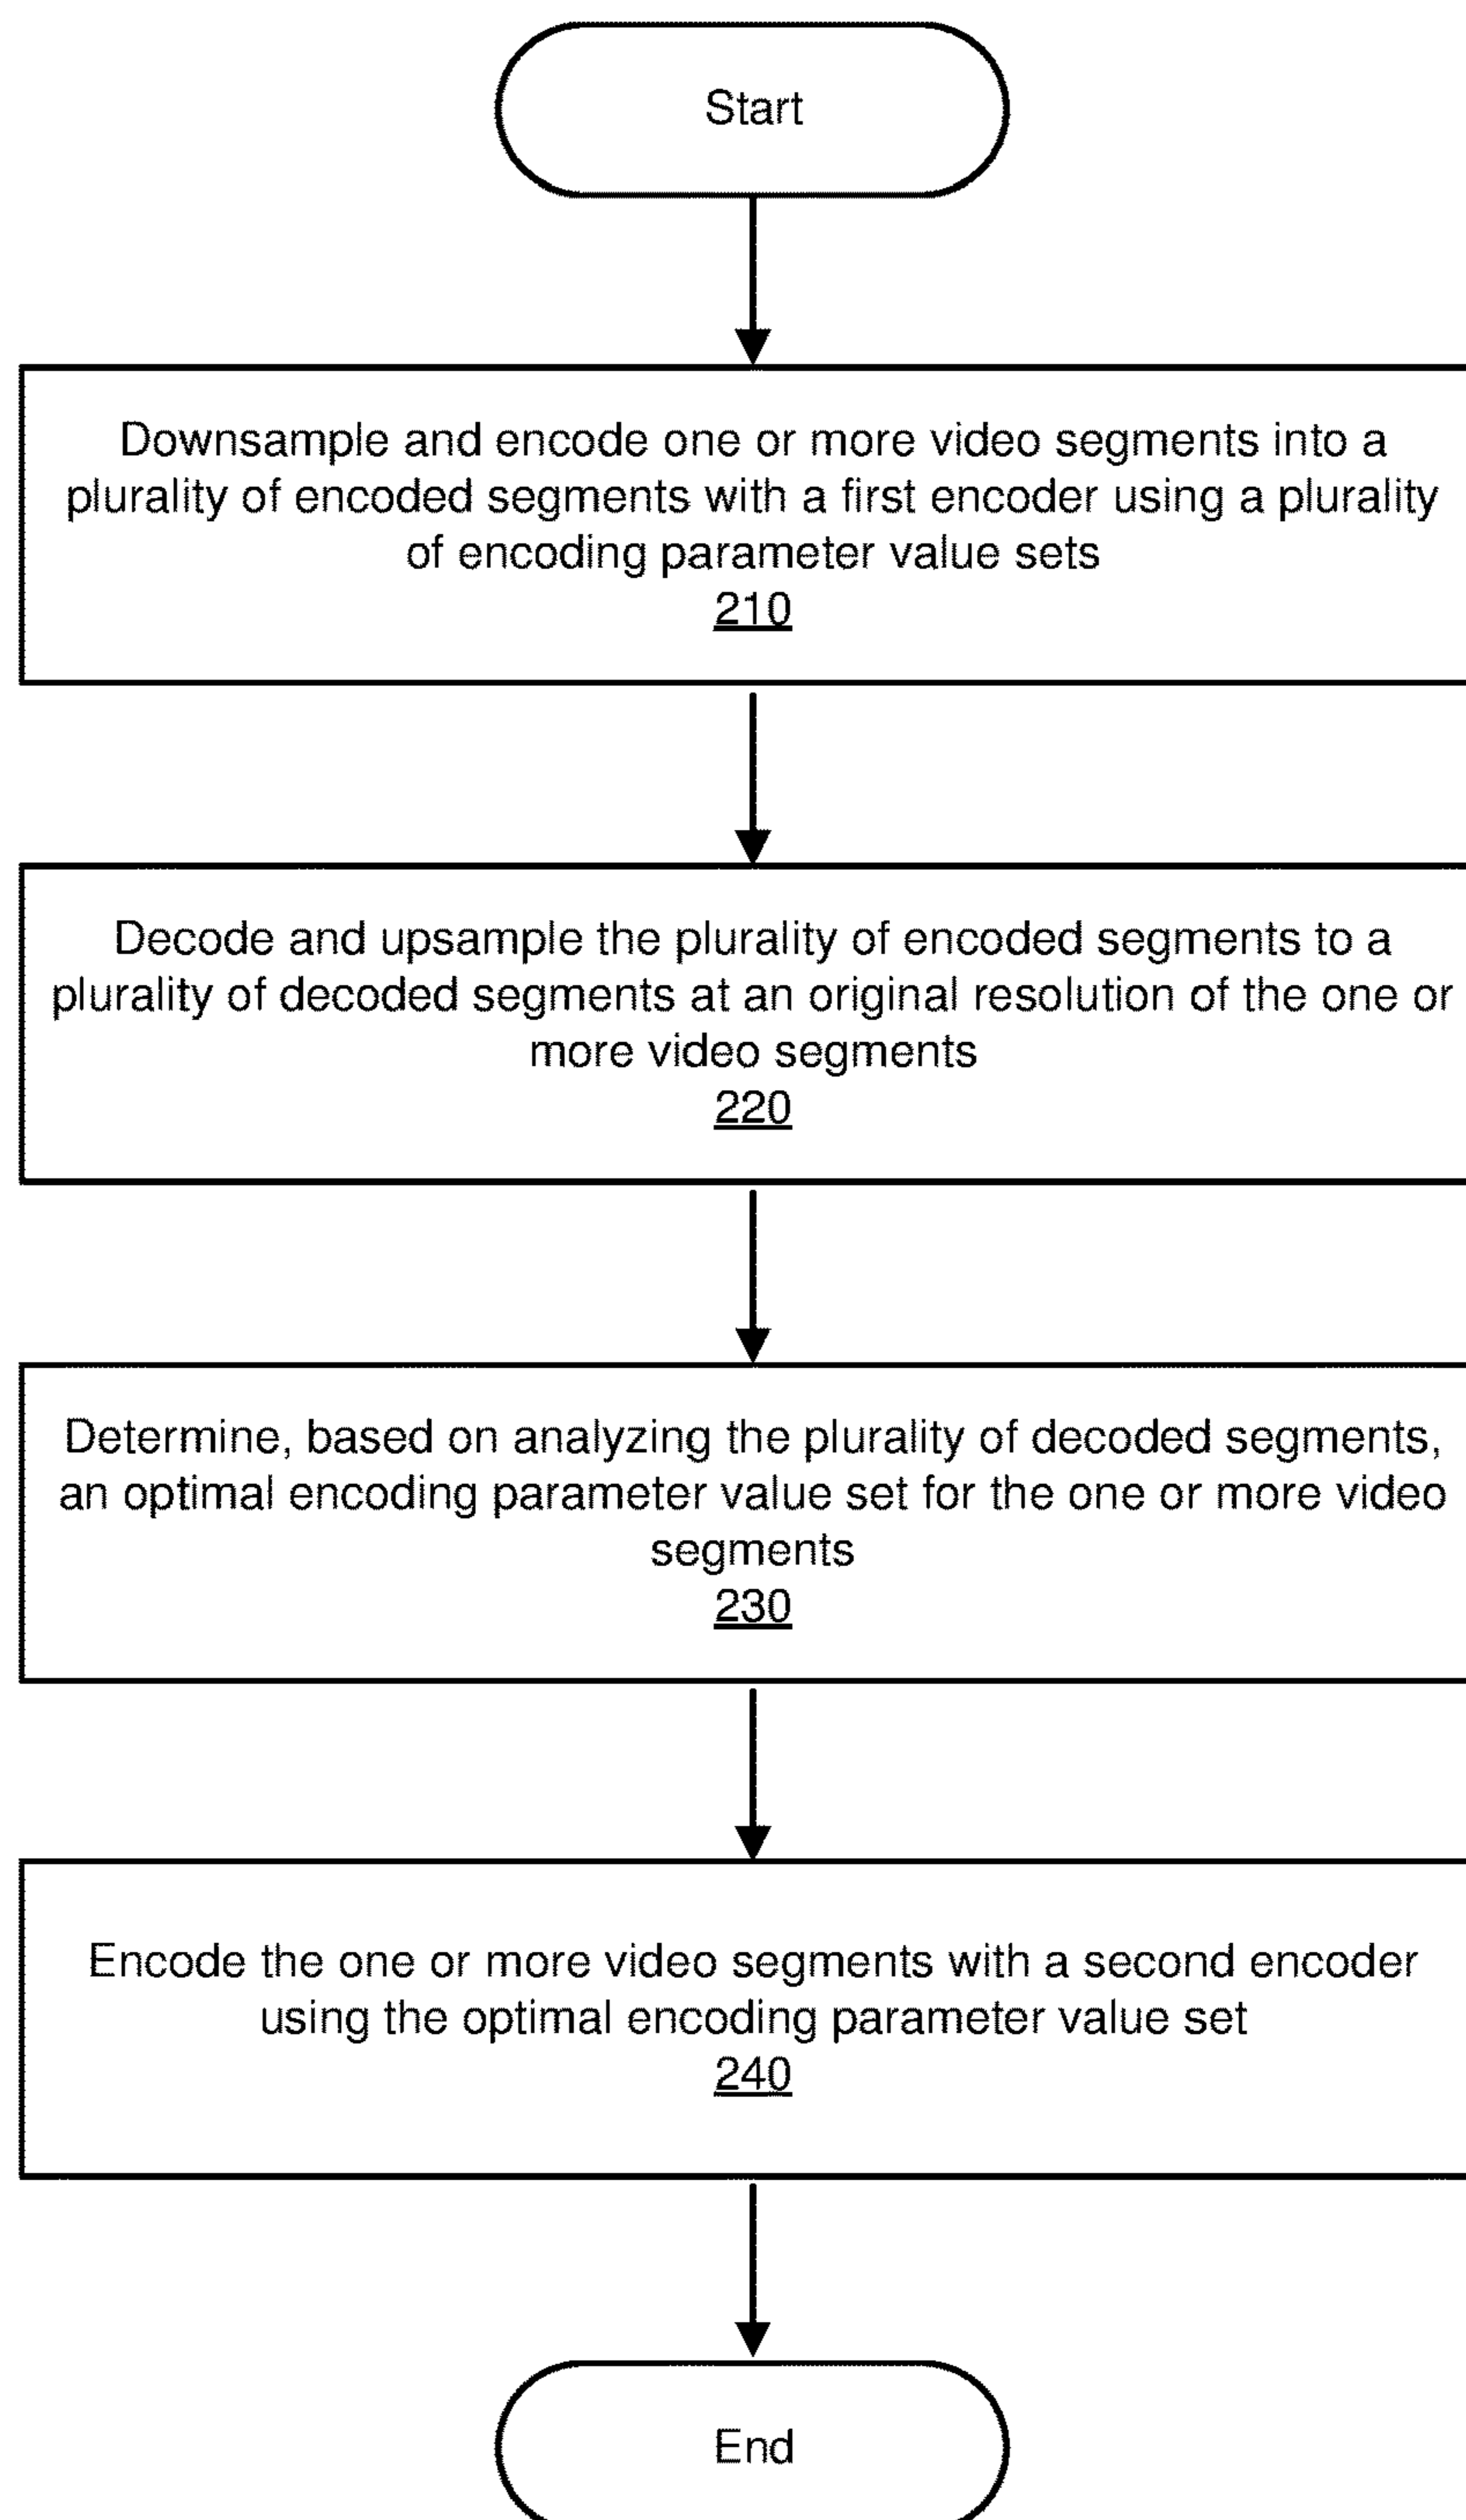 Start
Downsample and encode one or more video segments into a
plurality of encoded segments with a first encoder using a plurality
of encoding parameter value sets
210
Decode and upsample the plurality of encoded segments to a
plurality of decoded segments at an original resolution of the one or
more video segments
220
Determine, based on analyzing the plurality of decoded segments,
an optimal encoding parameter value set for the one or more video
segments
230
Encode the one or more video segments with a second encoder
using the optimal encoding parameter value set
240
End